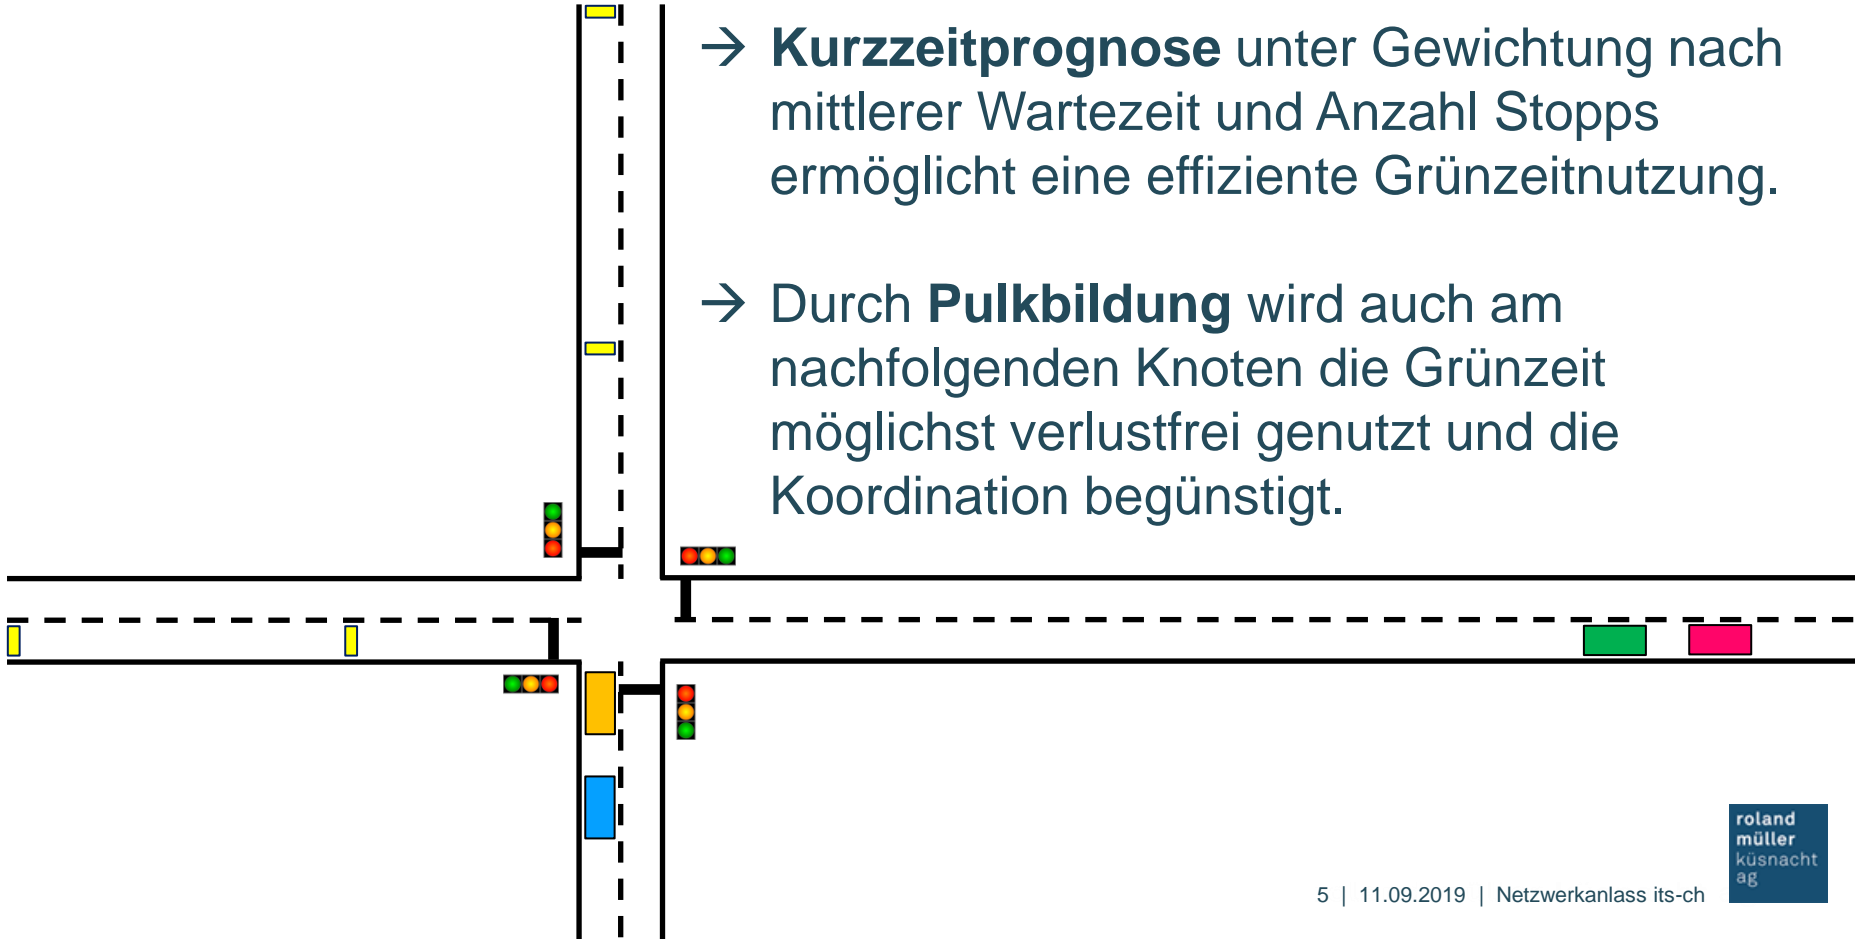 → Kurzzeitprognose unter Gewichtung nach
mittlerer Wartezeit und Anzahl Stopps
ermöglicht eine effiziente Grünzeitnutzung.
→ Durch Pulkbildung wird auch am
nachfolgenden Knoten die Grünzeit
möglichst verlustfrei genutzt und die
Koordination begünstigt.
roland
müller
küsnacht
ag
5 | 11.09.2019 | Netzwerkanlass its-ch